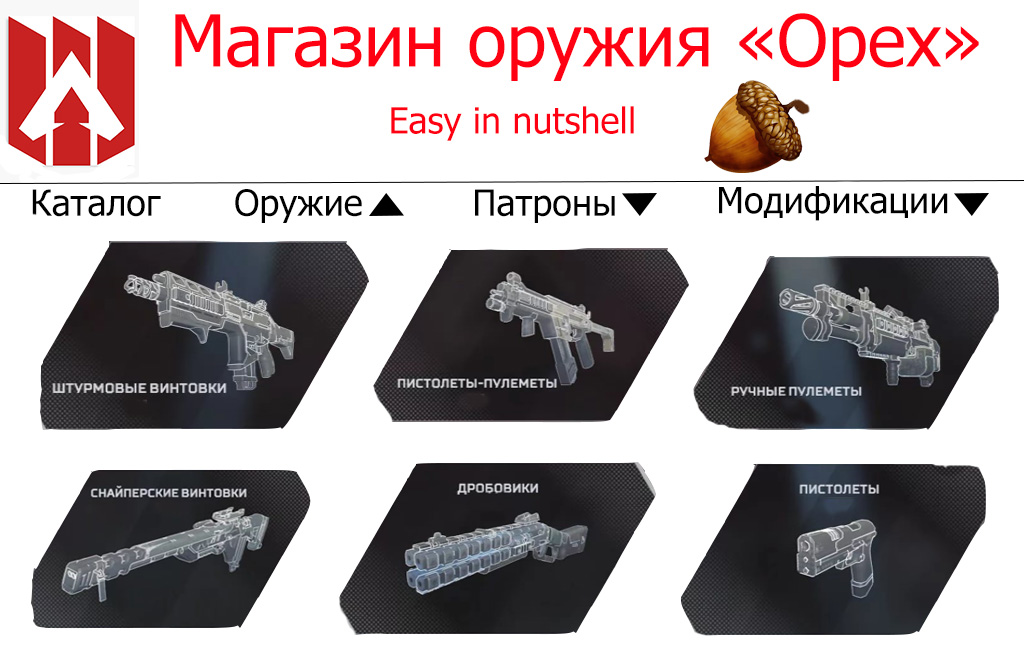 Магазин оружия «Орех»
Easy in nutshell
Каталог Оружие Патроны Модификации
ШТУРМОВЫЕ ВИНТОВКИ
ПИСТОЛЕТЫ-ПУЛЕМЕТЫ
РУЧНЫЕ ПУЛЕМЕТЫ
СНАЙПЕРСКИЕ ВИНТОВКИ
ДРОБОВИКИ
ПИСТОЛЕТЫ